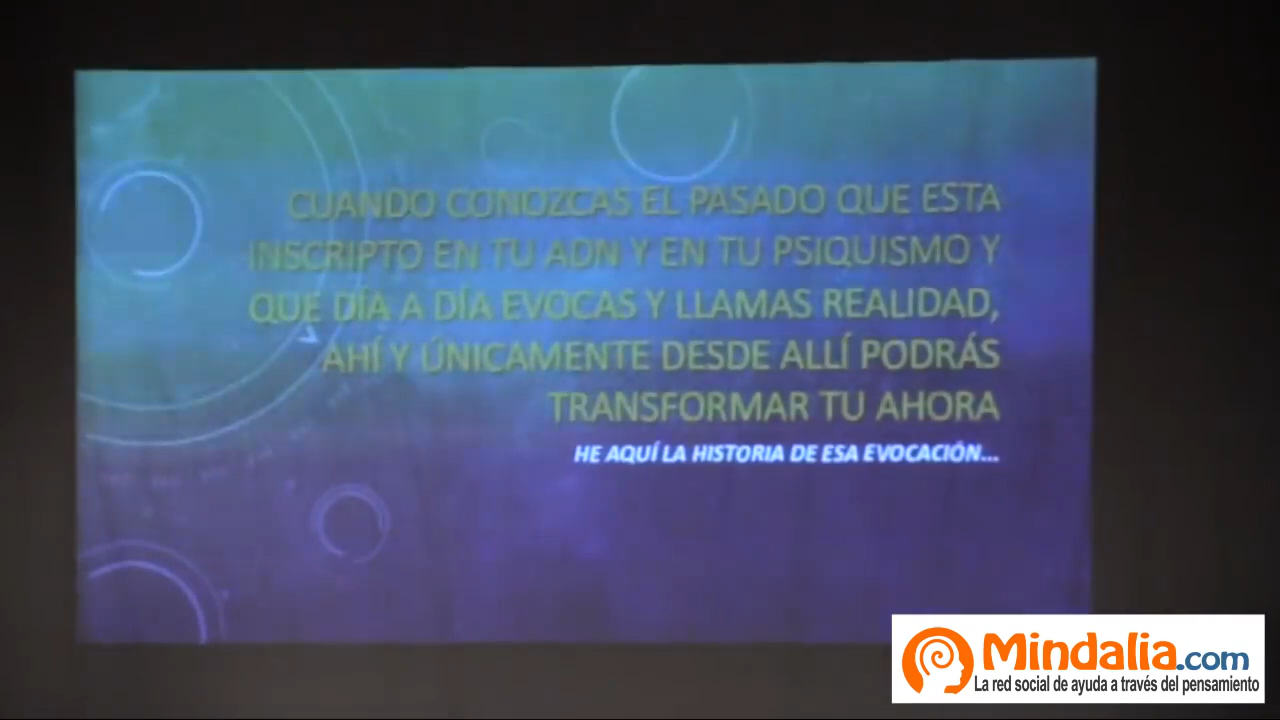 CUANDO CONOZCAS EL PASADO QUE ESTA
INSCRIPTO EN TU ADN Y EN TU PSIQUISMO Y
QUE DÍA A DÍA EVOCAS Y LLAMAS REALIDAD,
AHÍ Y ÚNICAMENTE DESDE ALLÍ PODRÁS
TRANSFORMAR TU AHORA
HE AQUÍ LA HISTORIA DE ESA EVOCACIÓN...
Mindalia.com
La red social de ayuda a través del pensamiento